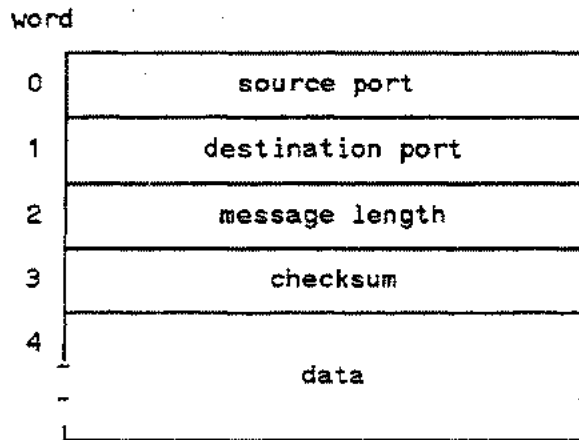 word
0 source port
1 destination port
2 message length
3 checksum
4
data